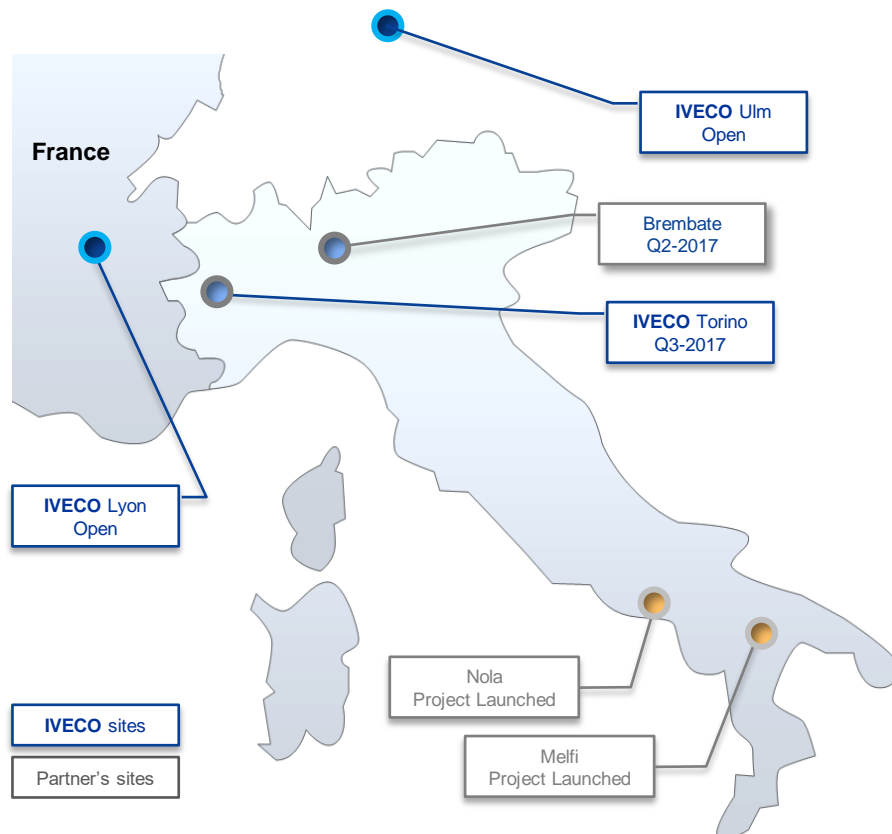 IVECO Ulm
Open
France
Brembate
Q2-2017
IVECO Torino
Q3-2017
IVECO Lyon
Open
Nola
Project Launched
Melfi
Project Launched
IVECO sites
Partner's sites